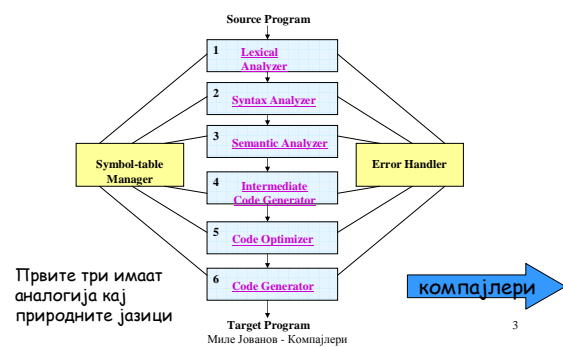 Source Program
1 Lexical
Analyzer
2 Syntax Analyzer
3 Semantic Analyzer
Symbol-table
Manager
Error Handler
4 Intermediate
Code Generator
5 Code Optimizer
6 Code Generator
Првите три имаат
аналогија кај
природните јазици
компајлери
Target Program
3
Миле Јованов - Компајлери